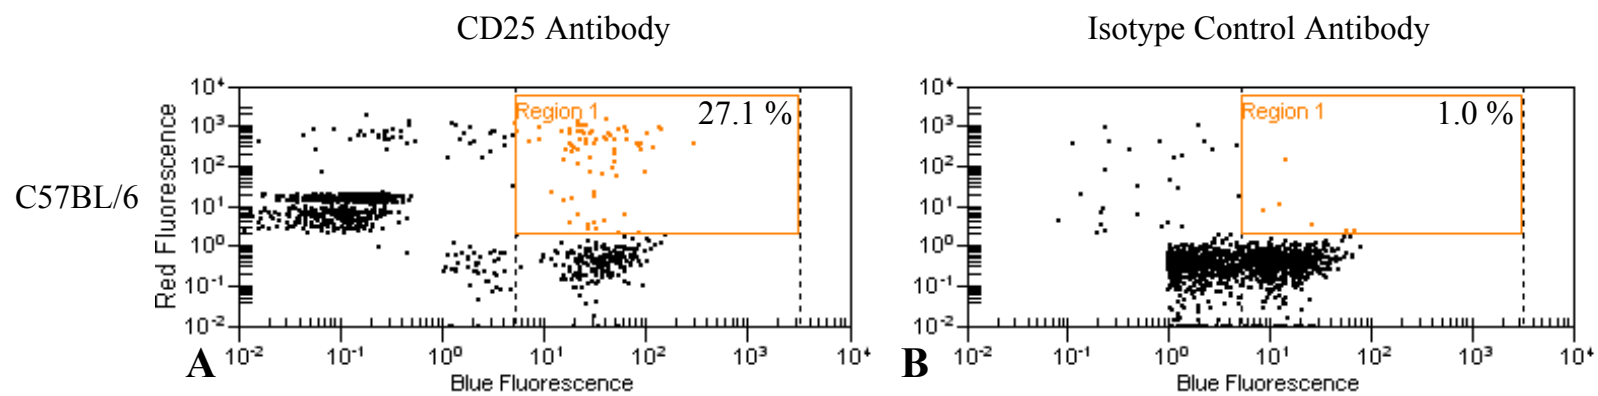 CD25 Antibody
Isotype Control Antibody
C57BL/6
Red Fluorescence
10⁴
10³
10²
10¹
10⁰
10⁻¹
10⁻²
Region 1
27.1 %
10⁻² 10⁻¹ 10⁰ 10¹ 10² 10³ 10⁴
A
Blue Fluorescence
10⁴
10³
10²
10¹
10⁰
10⁻¹
10⁻²
Region 1
1.0 %
10⁻² 10⁻¹ 10⁰ 10¹ 10² 10³ 10⁴
B
Blue Fluorescence